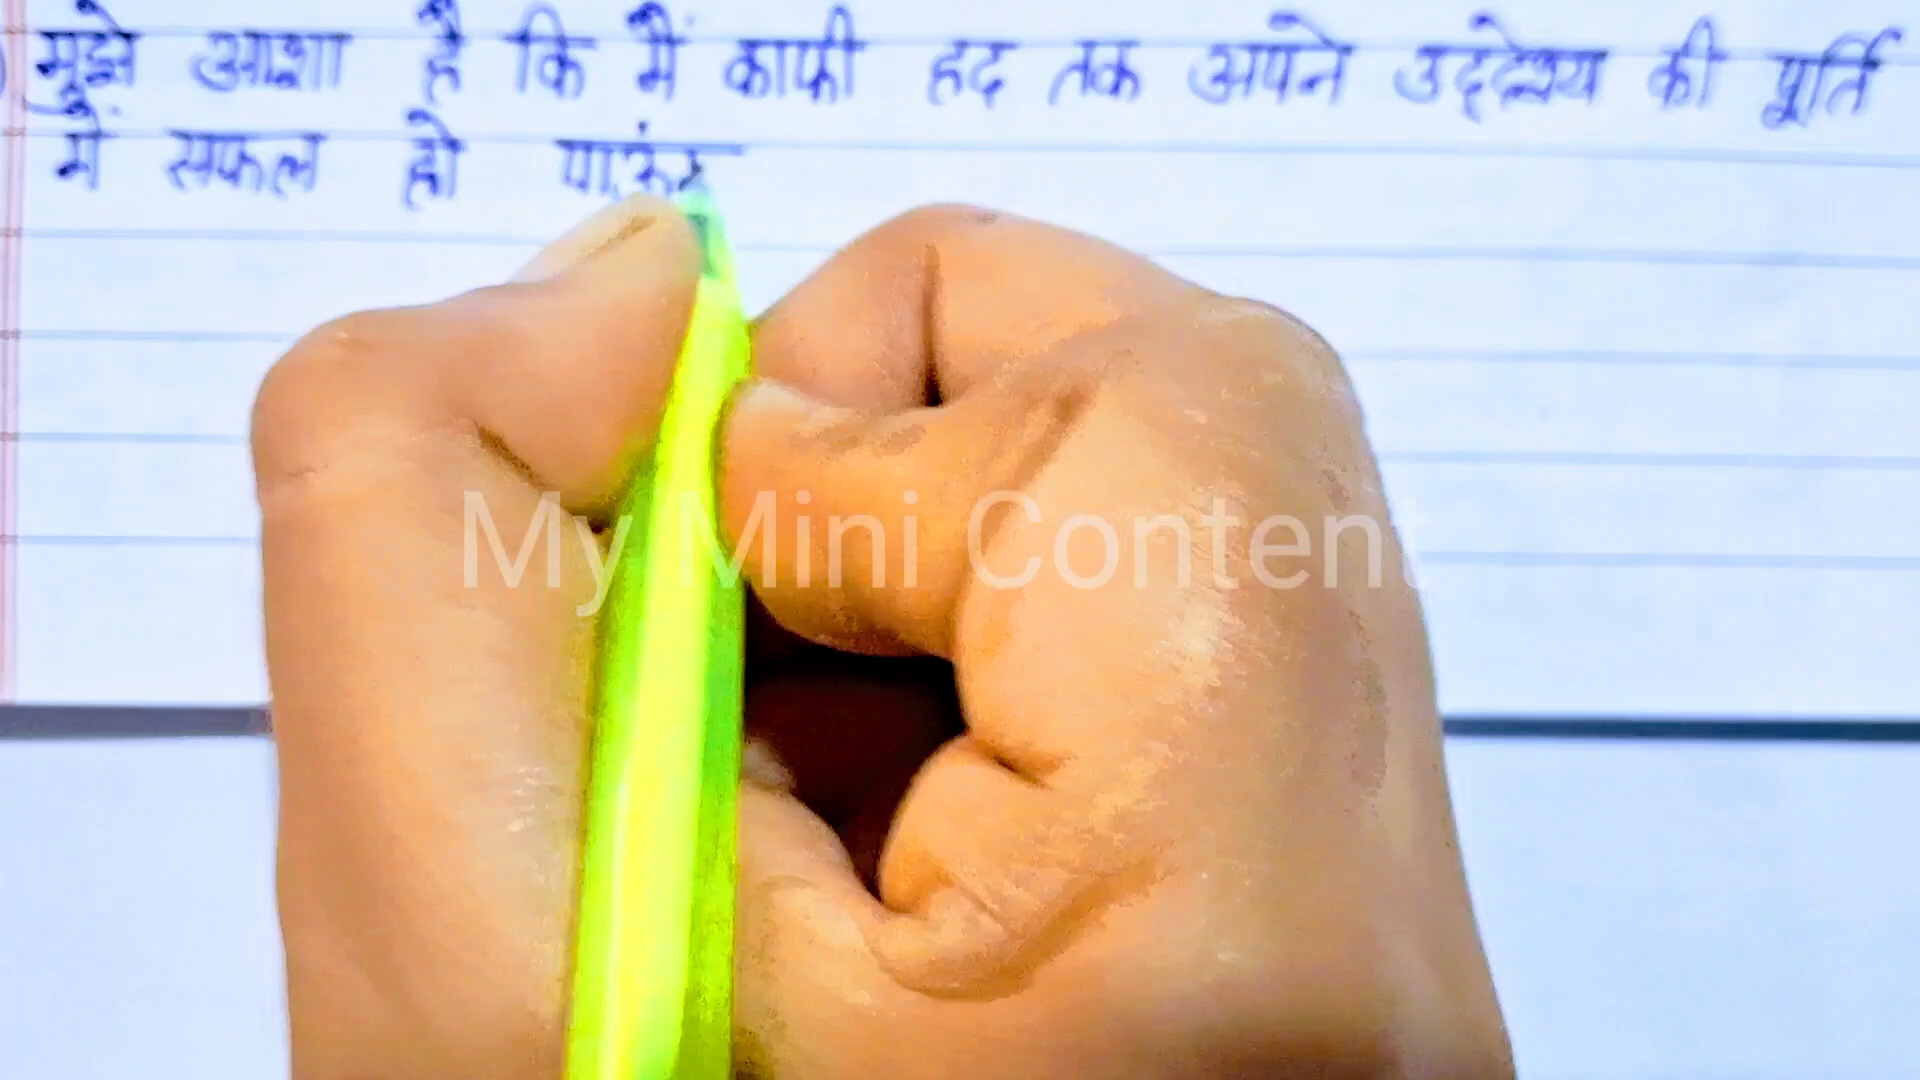 मुझे आशा है कि मैं काफी हद तक अपने उद्देश्य की पूर्ति
में सफल हो
My Mini Content